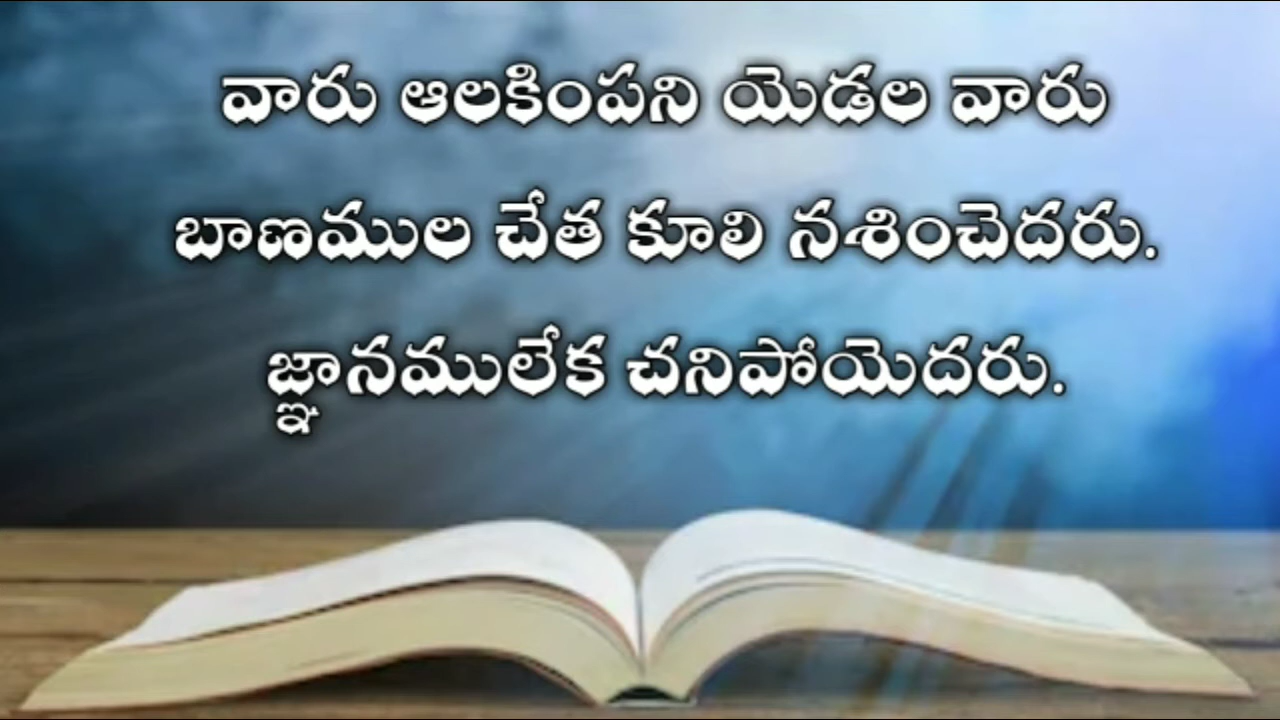 వారు ఆలకింపని యెడల వారు
బాణముల చేత కూలి నశించెదరు.
జ్ఞానములేక చనిపోయెదరు.